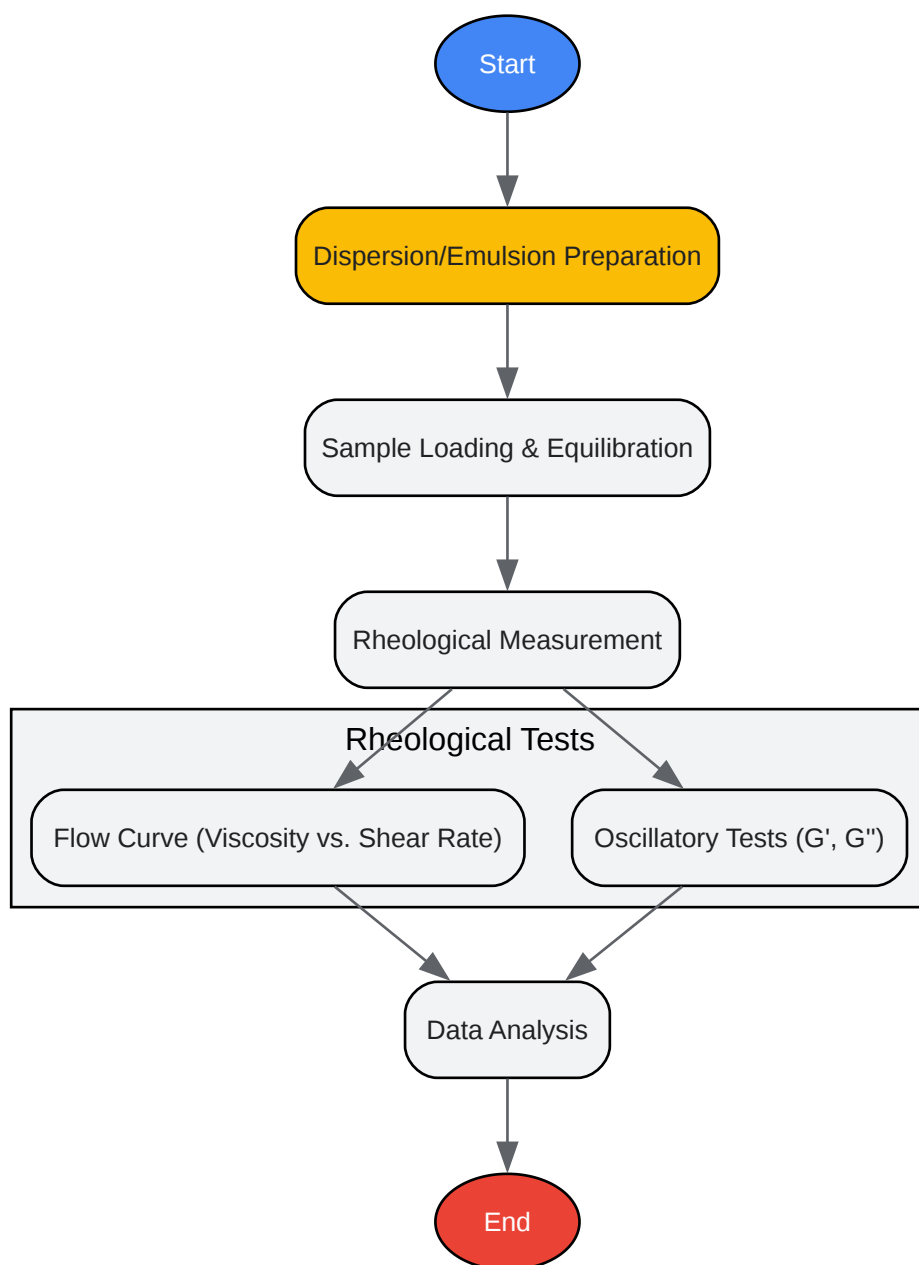 Start
Dispersion/Emulsion Preparation
Sample Loading & Equilibration
Rheological Measurement
Rheological Tests
Flow Curve (Viscosity vs. Shear Rate)
Oscillatory Tests (G', G'')
Data Analysis
End